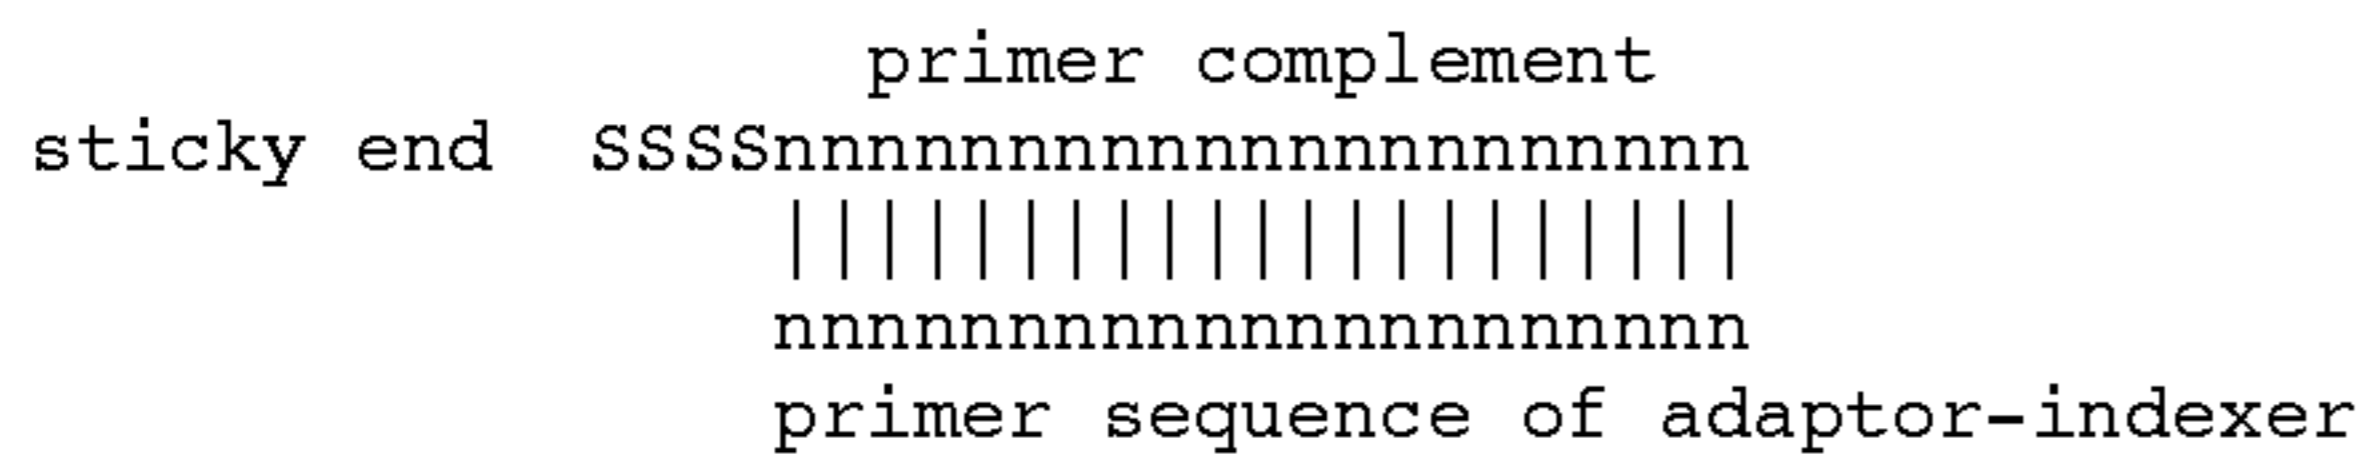 primer complement
sticky end SSSSnnnnnnnnnnnnnnnnnnnnn
|||||||||||||||||||||
nnnnnnnnnnnnnnnnnnnnn
primer sequence of adaptor-indexer